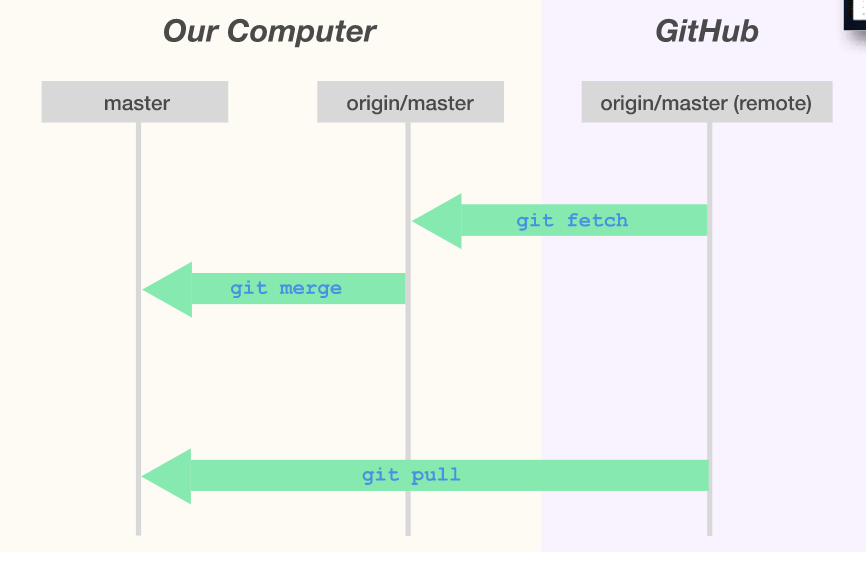 Our Computer
GitHub
master
origin/master
origin/master (remote)
git fetch
git merge
git pull